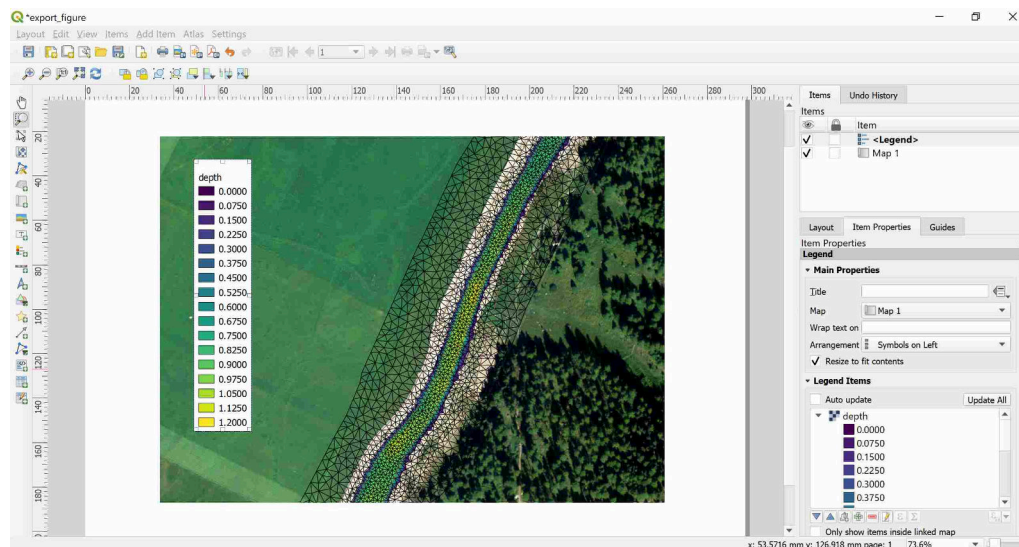 *export_figure
Layout Edit View Items Add Item Atlas Settings
1
0 20 40 60 80 100 120 140 160 180 200 220 240 260 280 300
20
40
60
80
100
120
140
160
180
depth
0.0000
0.0750
0.1500
0.2250
0.3000
0.3750
0.4500
0.5250
0.6000
0.6750
0.7500
0.8250
0.9000
0.9750
1.0500
1.1250
1.2000
Items Undo History
Items
Item
<Legend>
Map 1
Layout Item Properties Guides
Item Properties
Legend
Main Properties
Title
Map Map 1
Wrap text on
Arrangement Symbols on Left
Resize to fit contents
Legend Items
Auto update Update All
depth
0.0000
0.0750
0.1500
0.2250
0.3000
0.3750
Only show items inside linked map
x: 53.5716 mm y: 126.918 mm page: 1 73.6%